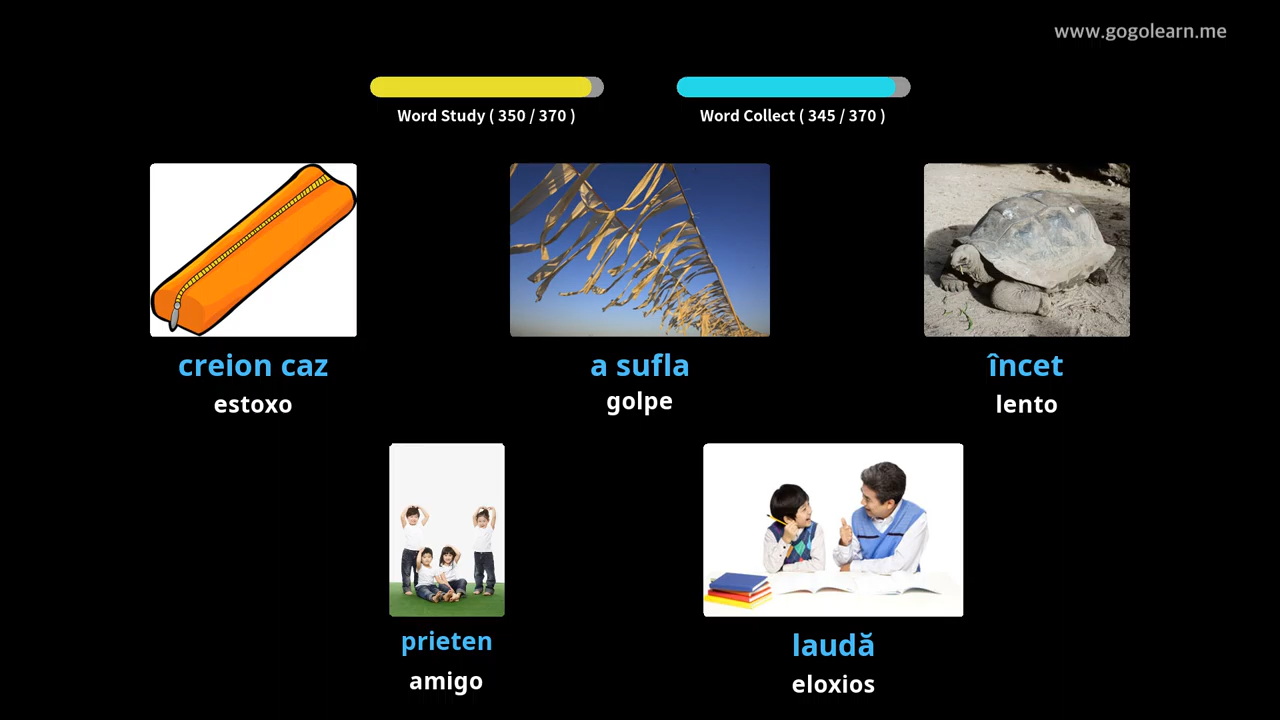 www.gogolearn.me
Word Study ( 350 / 370 )
Word Collect ( 345 / 370 )
creion caz
estoxo
a sufla
golpe
încet
lento
prieten
amigo
laudă
eloxios